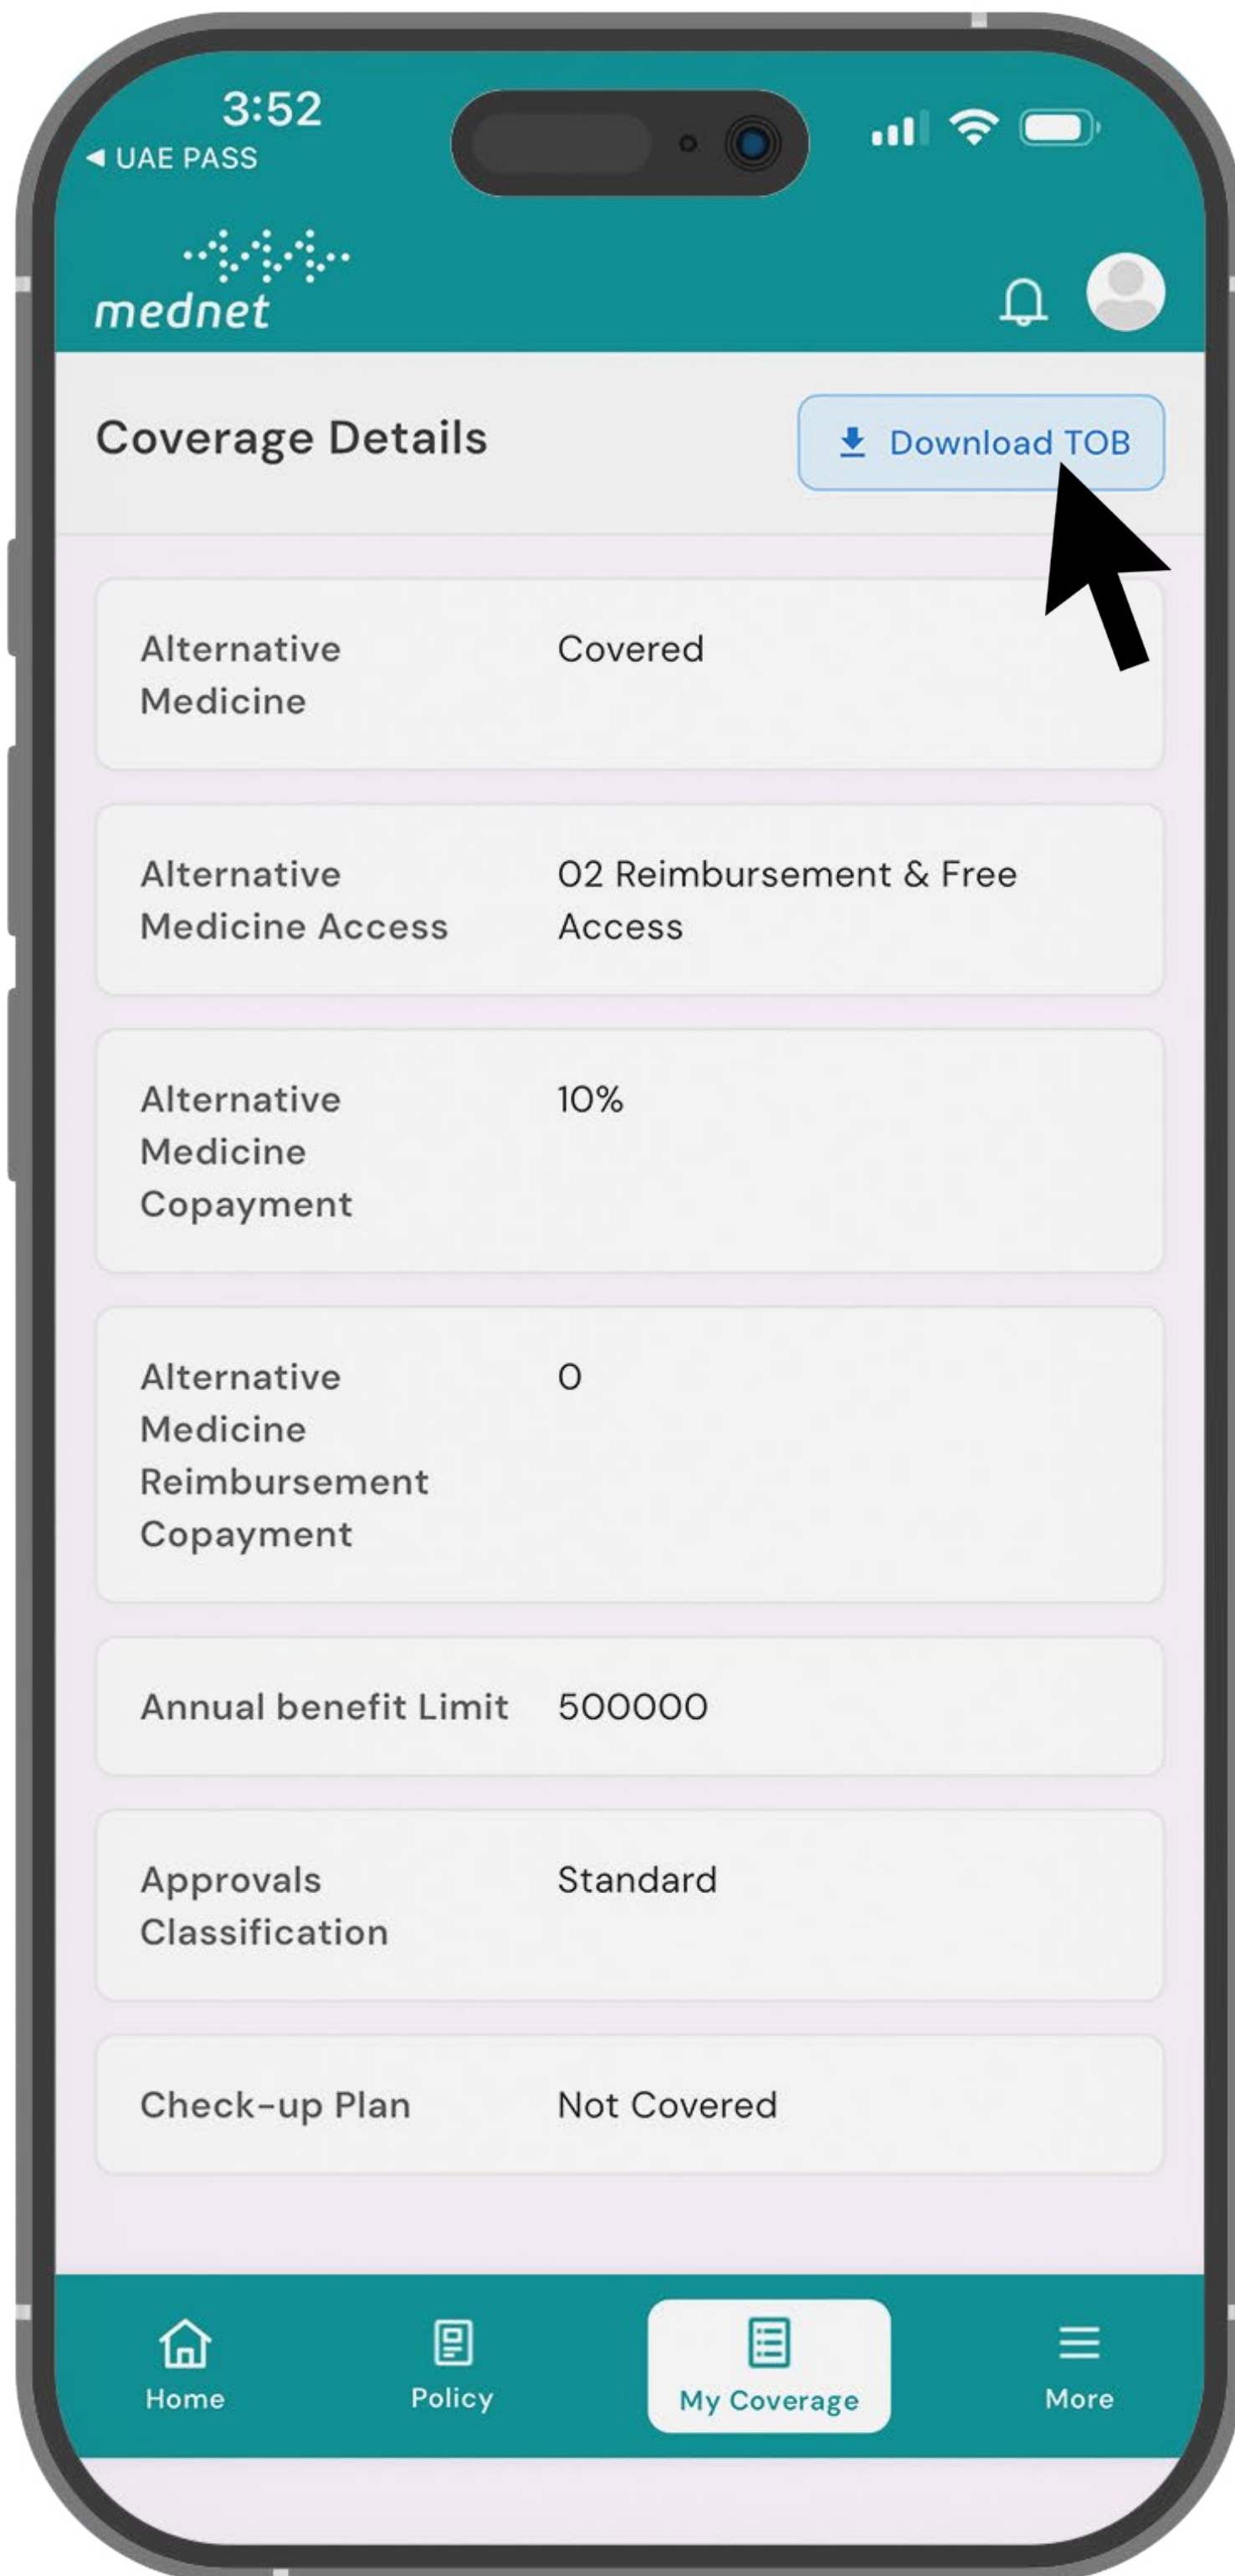 3:52
◀ UAE PASS
mednet
Coverage Details
Download TOB
Alternative
Medicine
Covered
Alternative
Medicine Access
02 Reimbursement & Free
Access
Alternative
Medicine
Copayment
10%
Alternative
Medicine
Reimbursement
Copayment
0
Annual benefit Limit
500000
Approvals
Classification
Standard
Check-up Plan
Not Covered
Home
Policy
My Coverage
More